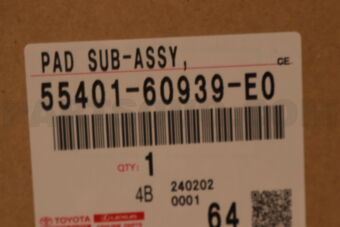 PAD SUB-ASSY,
CE.
55401-60939-E0
QTY: 1
4B 240202
0001
64
TOYOTA LEXUS